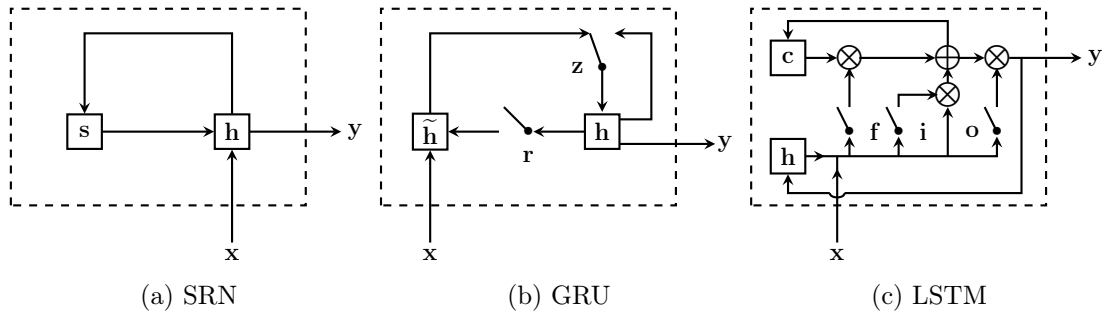 s h y
x
(a) SRN
z
h̃ r h y
x
(b) GRU
c y
f i o
h
x
(c) LSTM